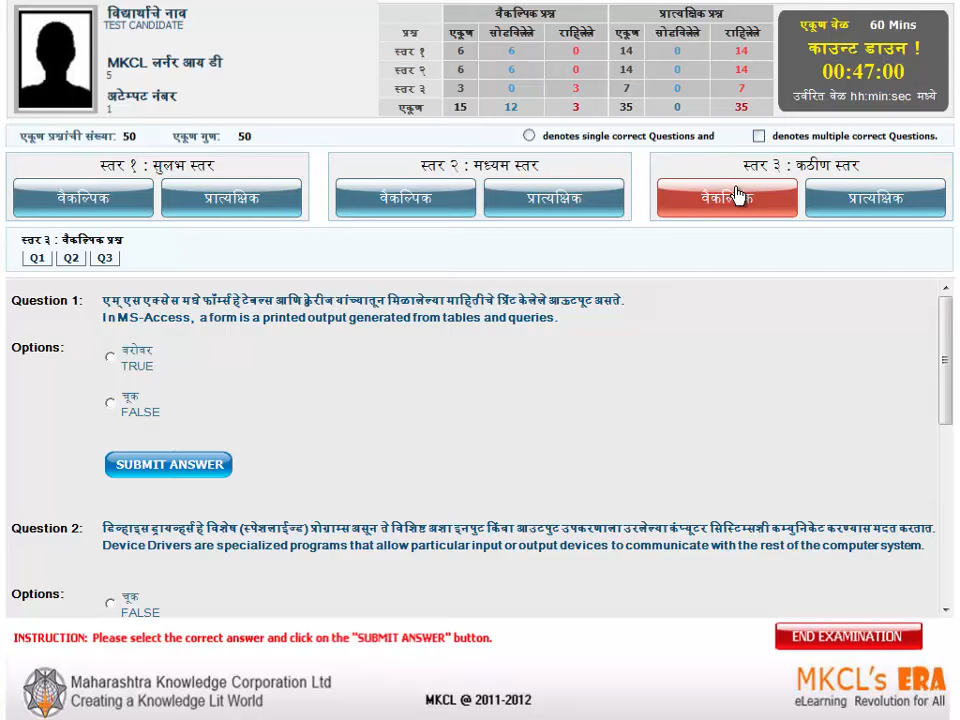 विद्यार्थ्याचे नाव
TEST CANDIDATE
MKCL लर्नर आय डी
5
अटेम्पट नंबर
1
वैकल्पिक प्रश्न प्रात्यक्षिक प्रश्न
प्रश्न एकूण सोडविलेले राहिलेले एकूण सोडविलेले राहिलेले
स्तर १ 6 6 0 14 0 14
स्तर २ 6 6 0 14 0 14
स्तर ३ 3 0 3 7 0 7
एकूण 15 12 3 35 0 35
एकूण वेळ 60 Mins
काउन्ट डाउन !
00:47:00
उर्वरित वेळ hh:min:sec मध्ये
एकूण प्रश्नांची संख्या: 50 एकूण गुण: 50
denotes single correct Questions and denotes multiple correct Questions.
स्तर १ : सुलभ स्तर स्तर २ : मध्यम स्तर स्तर ३ : कठीण स्तर
वैकल्पिक प्रात्यक्षिक वैकल्पिक प्रात्यक्षिक वैकल्पिक प्रात्यक्षिक
स्तर ३ : वैकल्पिक प्रश्न
Q1 Q2 Q3
Question 1: एम् एस एक्सेस मधे फॉर्म्स हे टेबल्स आणि क्वेरीज यांच्यातून मिळालेल्या माहितीचे प्रिंट केलेले आऊटपूट असते.
In MS-Access, a form is a printed output generated from tables and queries.
Options: बरोबर
TRUE
चूक
FALSE
SUBMIT ANSWER
Question 2: डिव्हाइस ड्रायव्हर्स हे विशेष (स्पेशलाईज्ड) प्रोग्राम्स असून ते विशिष्ट अशा इनपुट किंवा आउटपुट उपकरणाला उरलेल्या कंप्यूटर सिस्टिम्सशी कम्युनिकेट करण्यास मदत करतात.
Device Drivers are specialized programs that allow particular input or output devices to communicate with the rest of the computer system.
Options: चूक
FALSE
INSTRUCTION: Please select the correct answer and click on the "SUBMIT ANSWER" button.
END EXAMINATION
Maharashtra Knowledge Corporation Ltd
Creating a Knowledge Lit World
MKCL @ 2011-2012
MKCL's ERA
eLearning Revolution for All